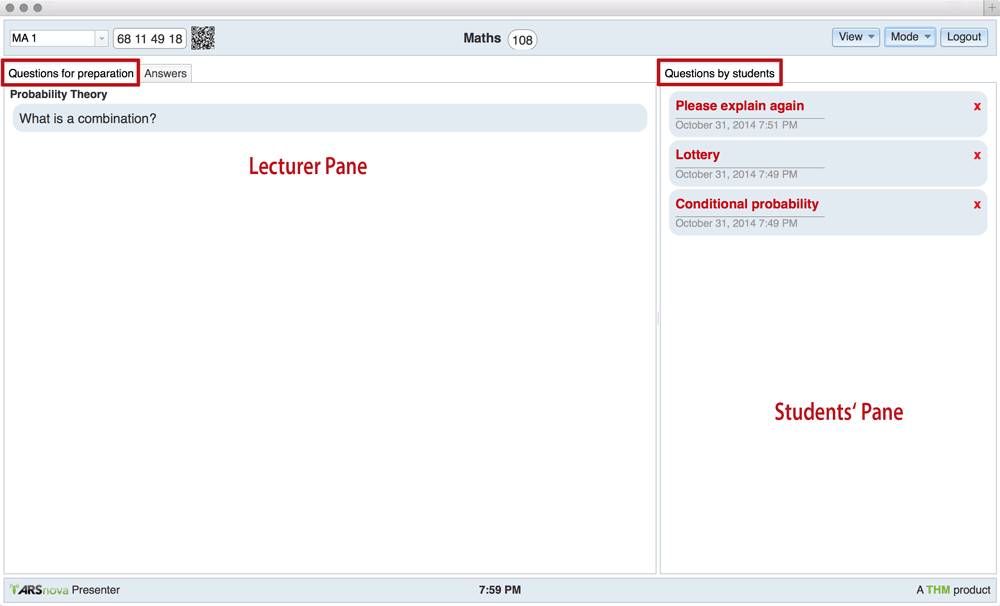 MA 1
68 11 49 18
Maths 108
View
Mode
Logout
Questions for preparation
Answers
Probability Theory
What is a combination?
Lecturer Pane
Questions by students
Please explain again x
October 31, 2014 7:51 PM
Lottery x
October 31, 2014 7:49 PM
Conditional probability x
October 31, 2014 7:49 PM
Students‘ Pane
ARSnova Presenter
7:59 PM
A THM product